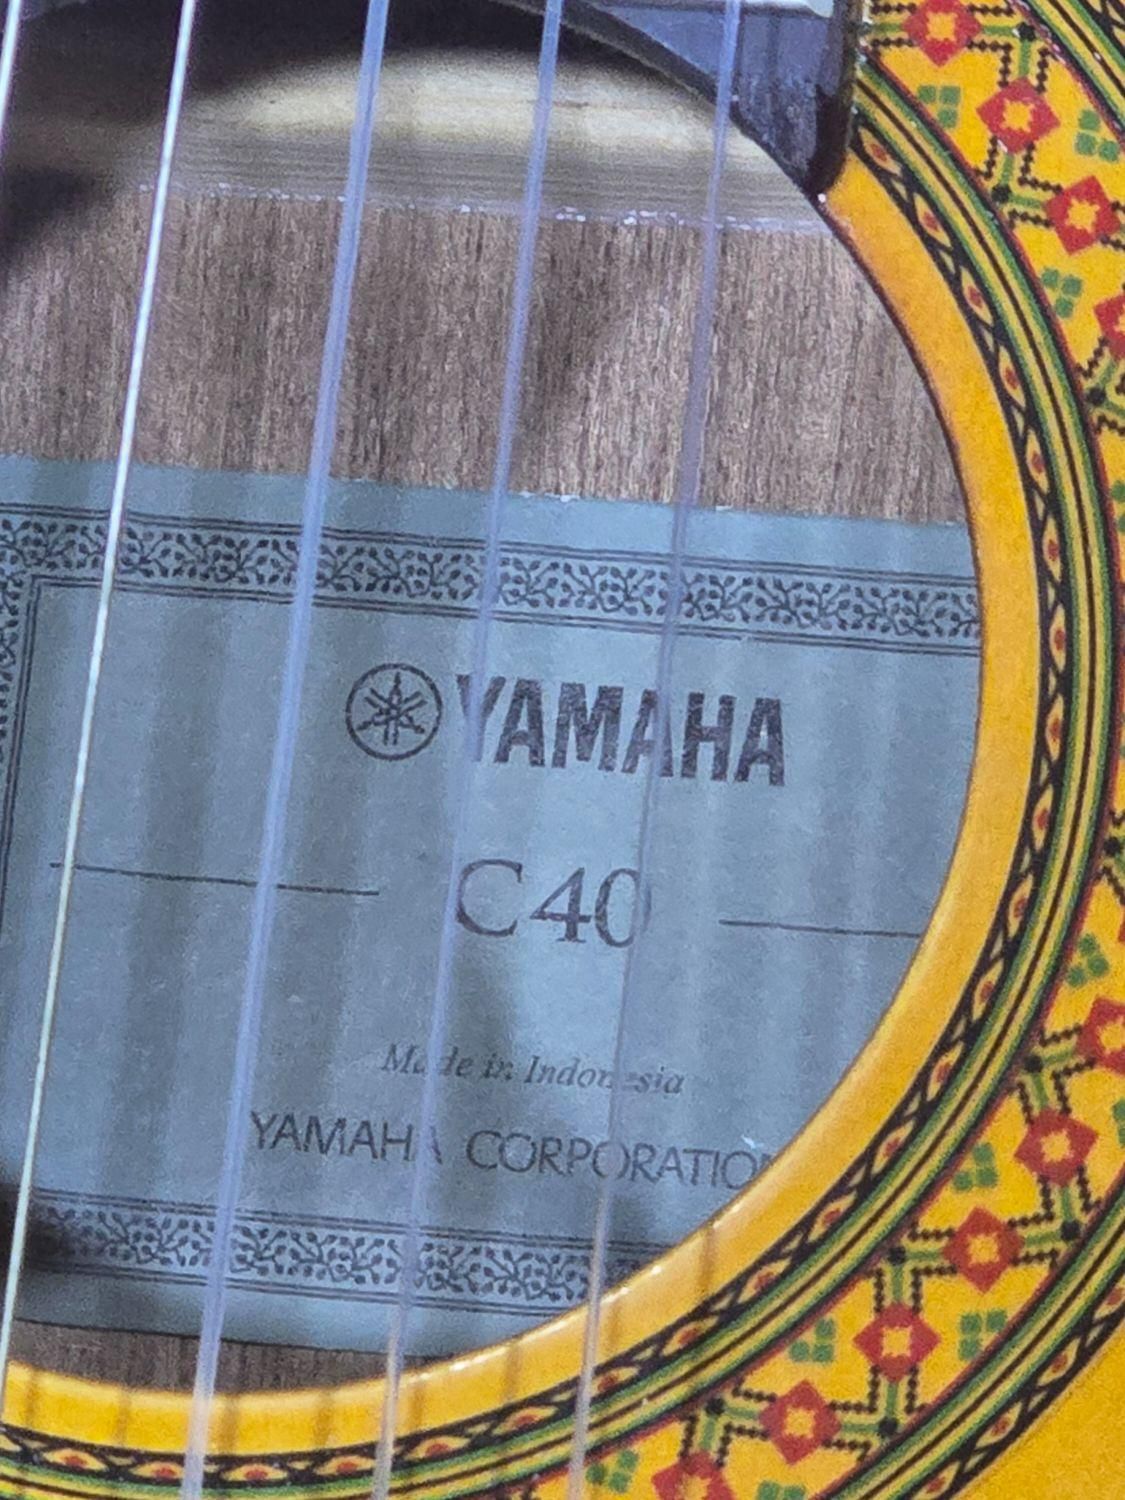 YAMAHA
C40
Made in Indonesia
YAMAHA CORPORATION